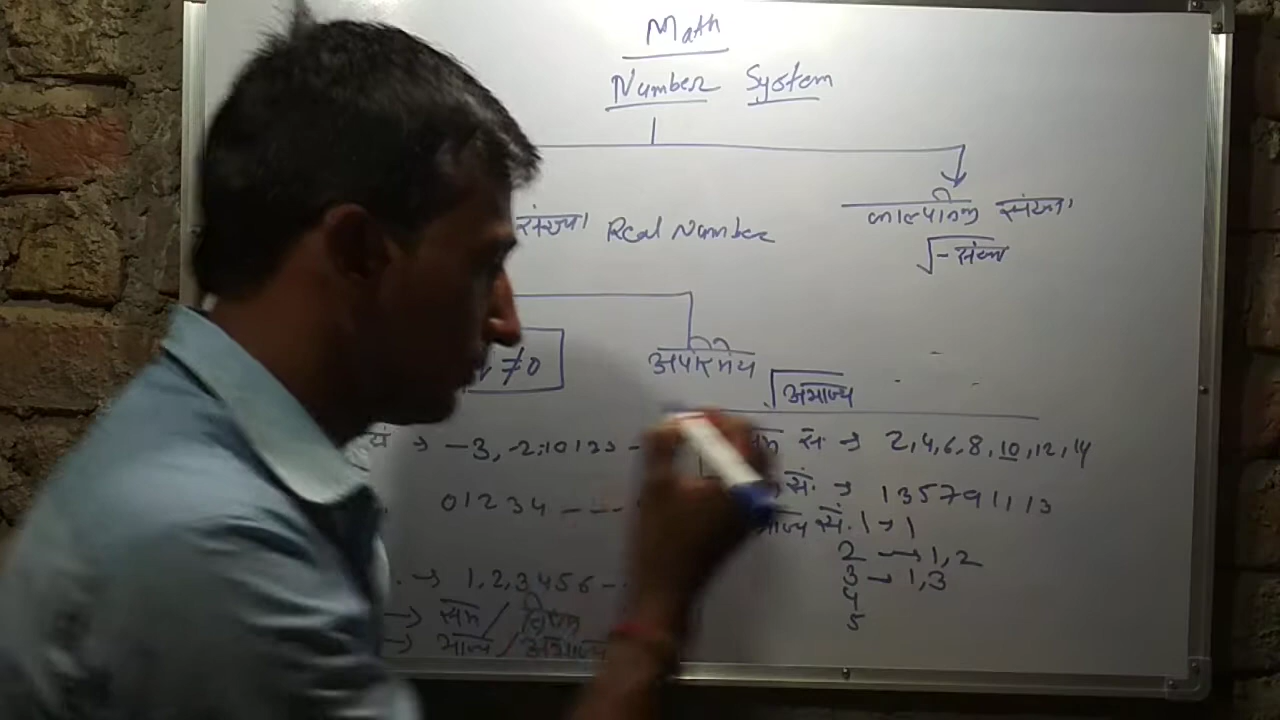 Math
Number System
संख्या Real Number
काल्पनिक संख्या
√-संख्या
≠0
अपरिमेय
√अभाज्य
→ -3, -2, 1 0 1 2 3 -
0 1 2 3 4 ------
→ 1, 2, 3 4 5 6 --
→ सम / विषम
→ भाज्य / अभाज्य
सम सं → 2, 4, 6, 8, 10, 12, 14
सं. → 1 3 5 7 9 11 13
सं. 1 → 1
2 → 1, 2
3 → 1, 3
4
5